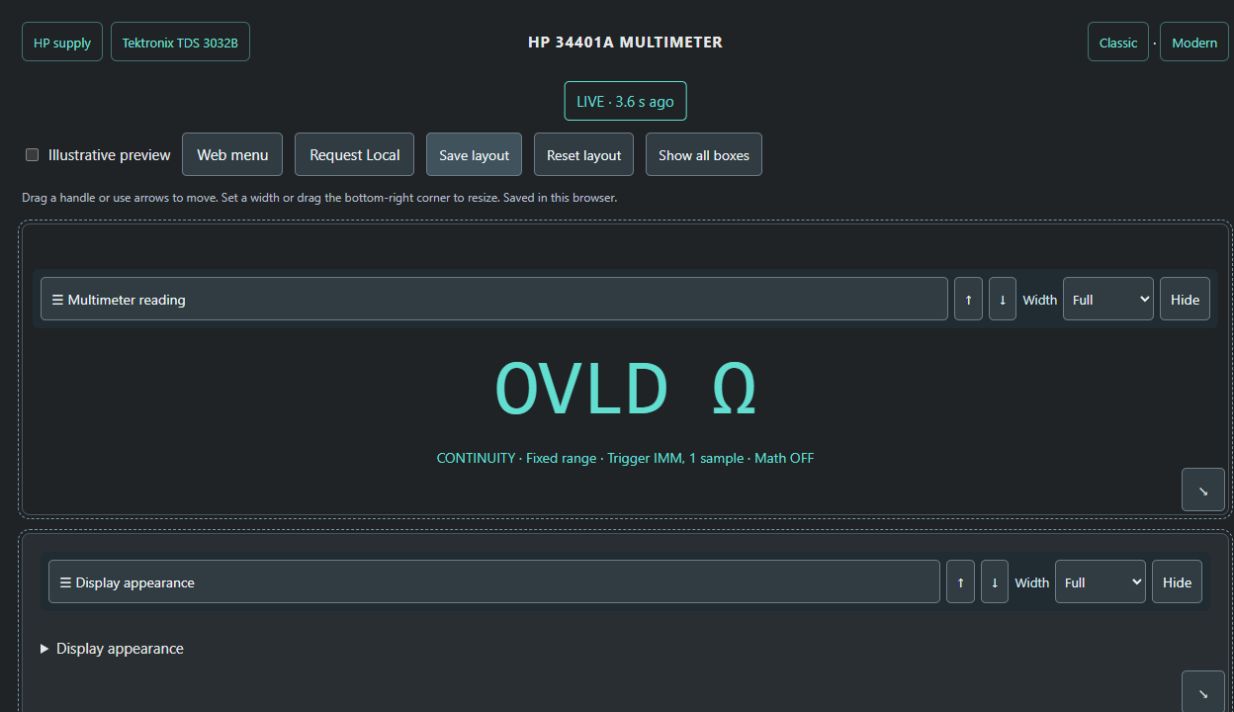 HP supply Tektronix TDS 3032B HP 34401A MULTIMETER Classic · Modern
LIVE · 3.6 s ago
Illustrative preview Web menu Request Local Save layout Reset layout Show all boxes
Drag a handle or use arrows to move. Set a width or drag the bottom-right corner to resize. Saved in this browser.
☰ Multimeter reading ↑ ↓ Width Full Hide
OVLD Ω
CONTINUITY · Fixed range · Trigger IMM, 1 sample · Math OFF
↘
☰ Display appearance ↑ ↓ Width Full Hide
▶ Display appearance
↘